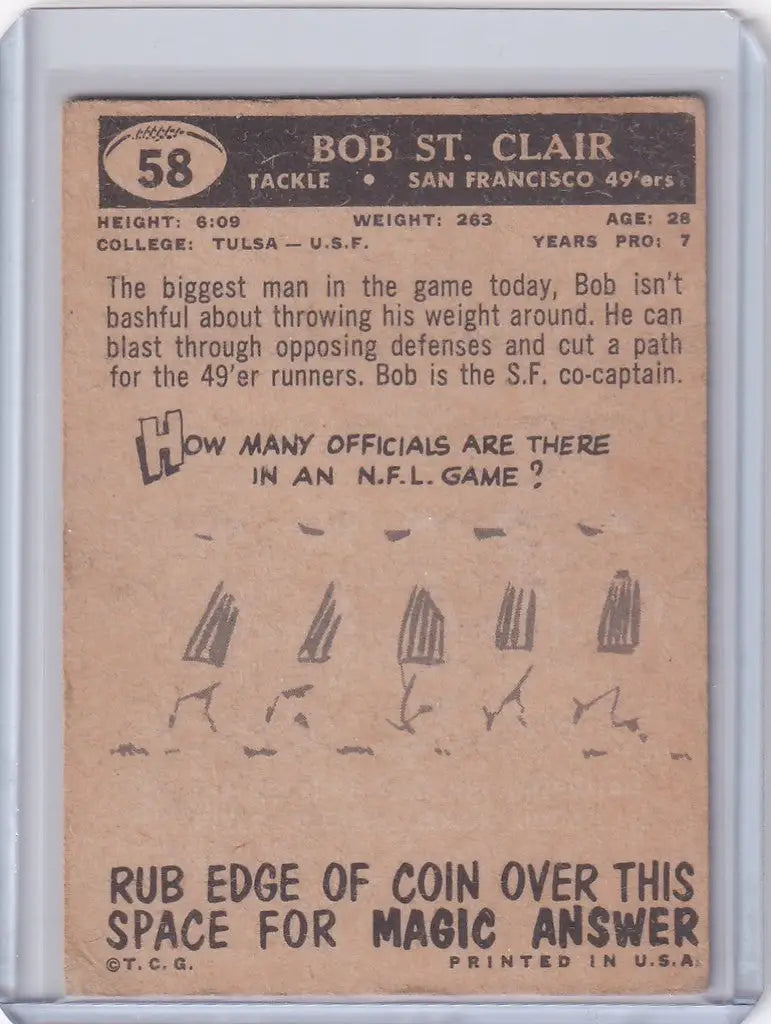 58
BOB ST. CLAIR
TACKLE • SAN FRANCISCO 49'ers
HEIGHT: 6:09 WEIGHT: 263 AGE: 28
COLLEGE: TULSA — U.S.F. YEARS PRO: 7
The biggest man in the game today, Bob isn't
bashful about throwing his weight around. He can
blast through opposing defenses and cut a path
for the 49'er runners. Bob is the S.F. co-captain.
HOW MANY OFFICIALS ARE THERE
IN AN N.F.L. GAME?
RUB EDGE OF COIN OVER THIS
SPACE FOR MAGIC ANSWER
©T.C.G. PRINTED IN U.S.A.